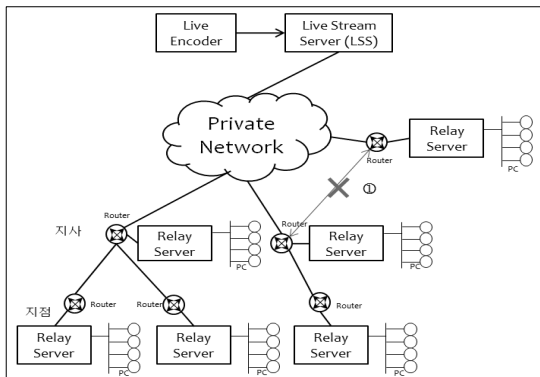 Live
Encoder
Live Stream
Server (LSS)
Private
Network
Relay
Server
Router
PC
①
Router
Router
지사
Relay
Server
PC
Relay
Server
PC
지점
Router
Router
Router
Relay
Server
PC
Relay
Server
Relay
Server
PC